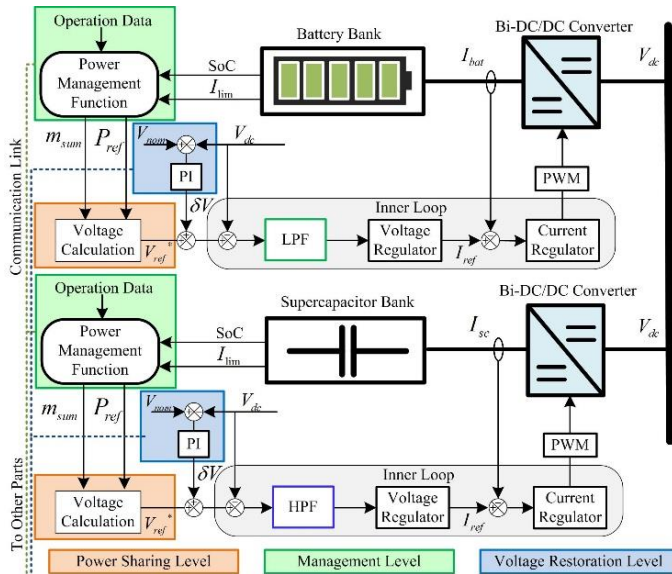 Operation Data
Battery Bank
Bi-DC/DC Converter
Power
Management
Function
SoC
I_lim
I_bat
V_dc
m_sum
P_ref
V_nom
V_dc
PI
PWM
δV
Inner Loop
Voltage
Calculation
V_ref*
LPF
Voltage
Regulator
I_ref
Current
Regulator
Communication Link
Operation Data
Supercapacitor Bank
Bi-DC/DC Converter
Power
Management
Function
SoC
I_lim
I_sc
V_dc
m_sum
P_ref
V_nom
V_dc
PI
PWM
δV
Inner Loop
Voltage
Calculation
V_ref*
HPF
Voltage
Regulator
I_ref
Current
Regulator
To Other Parts
Power Sharing Level
Management Level
Voltage Restoration Level